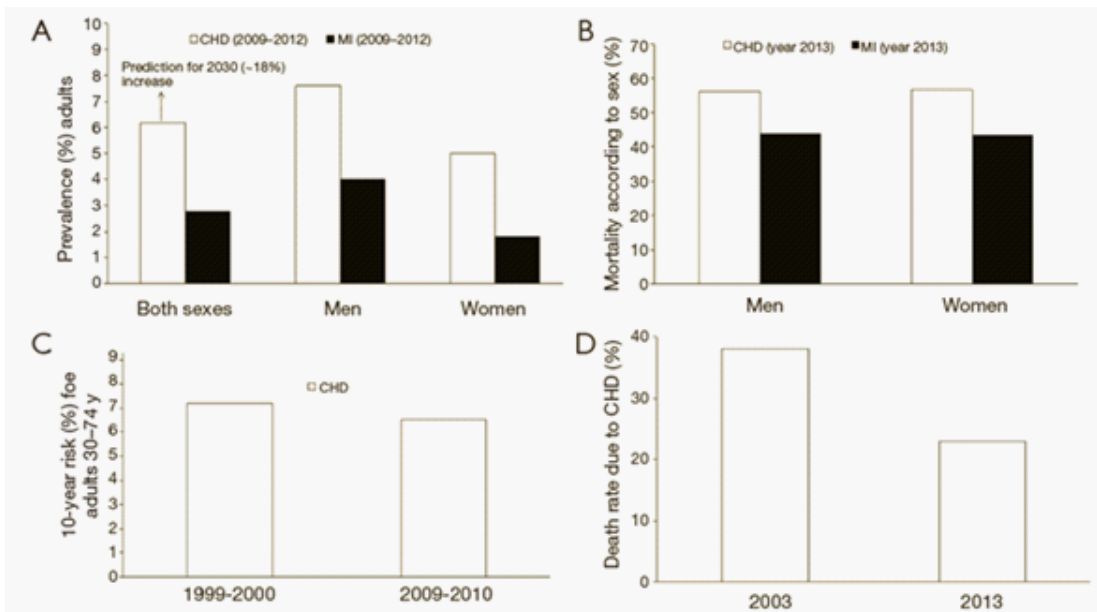 A
10
9
8
7
6
5
4
3
2
1
0
Prevalence (%) adults
CHD (2009–2012) MI (2009–2012)
Prediction for 2030 (~18%)
increase
Both sexes Men Women
B
70
60
50
40
30
20
10
0
Mortality according to sex (%)
CHD (year 2013) MI (year 2013)
Men Women
C
9
8
7
6
5
4
3
2
1
0
10-year risk (%) foe
adults 30–74 y
CHD
1999-2000 2009-2010
D
40
20
0
Death rate due to CHD (%)
2003 2013